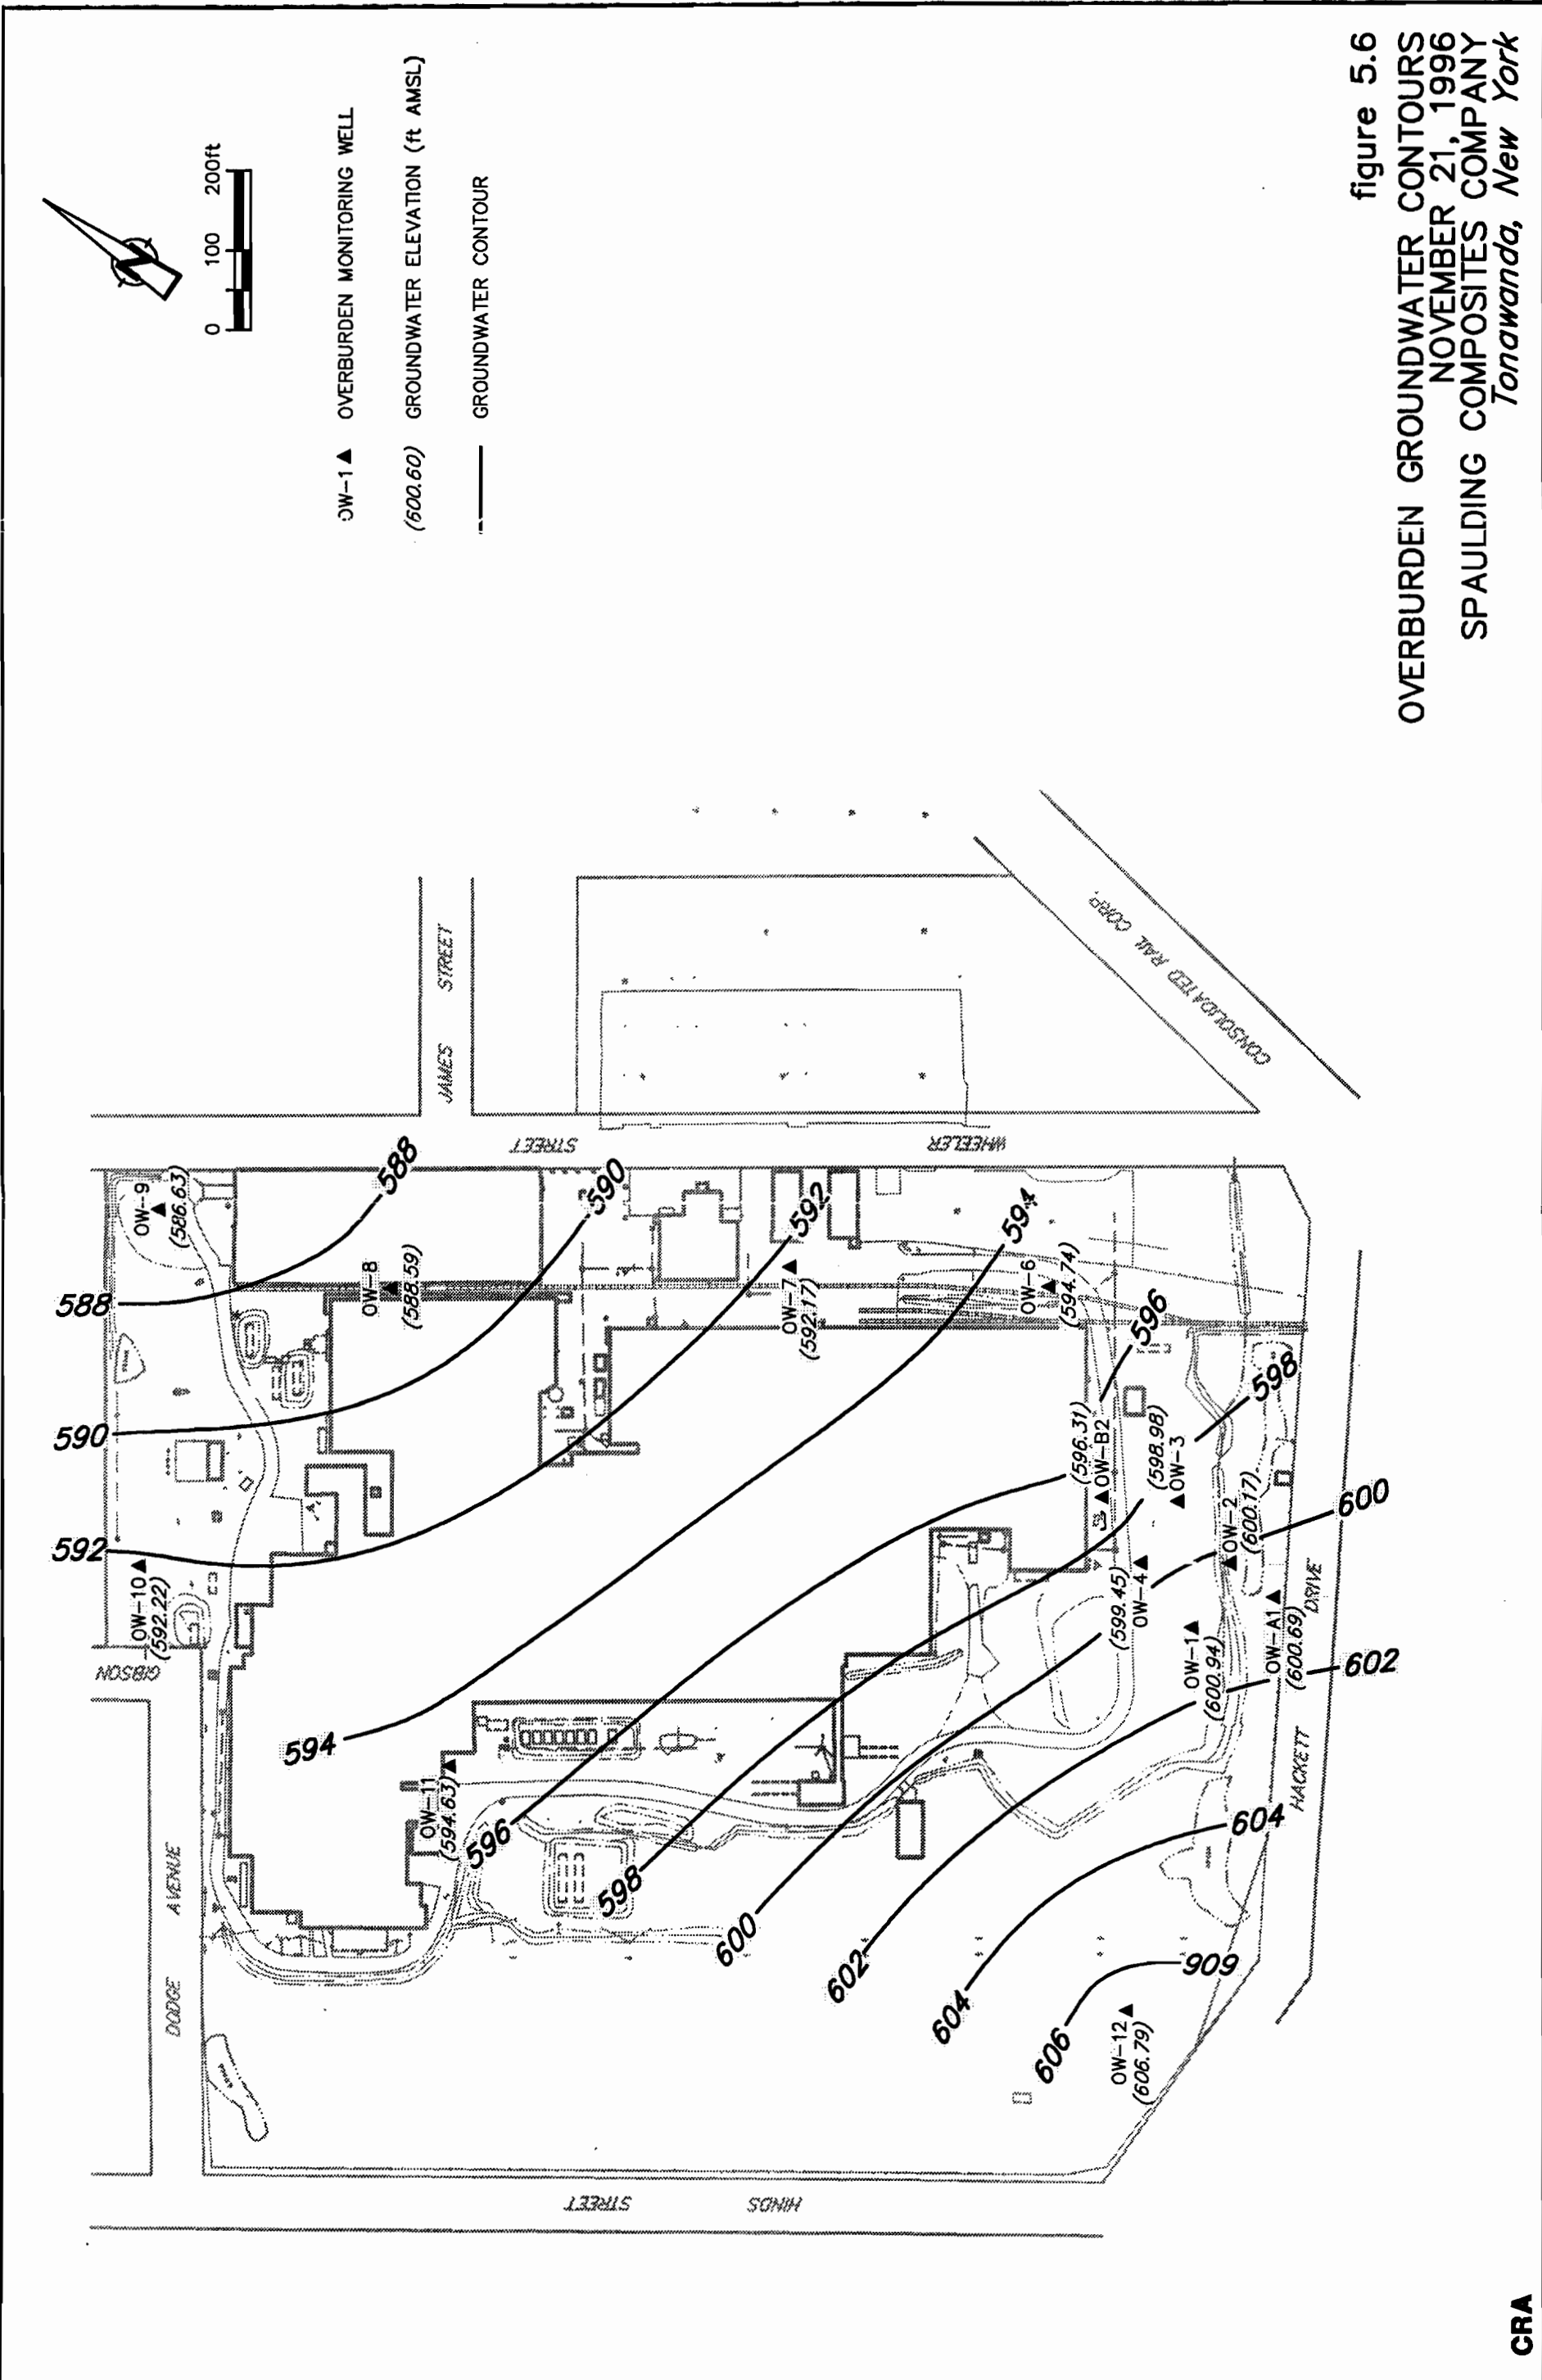 0 100 200ft
OW-1 OVERBURDEN MONITORING WELL
(600.60) GROUNDWATER ELEVATION (ft AMSL)
GROUNDWATER CONTOUR
figure 5.6
OVERBURDEN GROUNDWATER CONTOURS
NOVEMBER 21, 1996
SPAULDING COMPOSITES COMPANY
Tonawanda, New York
CRA
JAMES STREET
WHEELER STREET
CONSOLIDATED RAIL CORP.
HACKETT DRIVE
HINDS STREET
DODGE AVENUE
GIBSON
N
OW-9
(586.63)
OW-8
(588.59)
OW-7
(592.17)
OW-6
(594.74)
OW-10
(592.22)
OW-11
(594.63)
(596.31)
OW-B2
(598.98)
OW-3
OW-2
(600.17)
(599.45)
OW-4
OW-1
(600.94)
OW-A1
(600.69)
OW-12
(606.79)
588
588
590
590
592
592
594
594
596
596
598
598
600
600
602
602
604
604
606
606